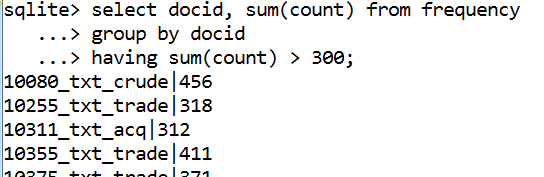 sqlite> select docid, sum(count) from frequency
...> group by docid
...> having sum(count) > 300;
10080_txt_crude|456
10255_txt_trade|318
10311_txt_acq|312
10355_txt_trade|411
10375_txt_trade|371